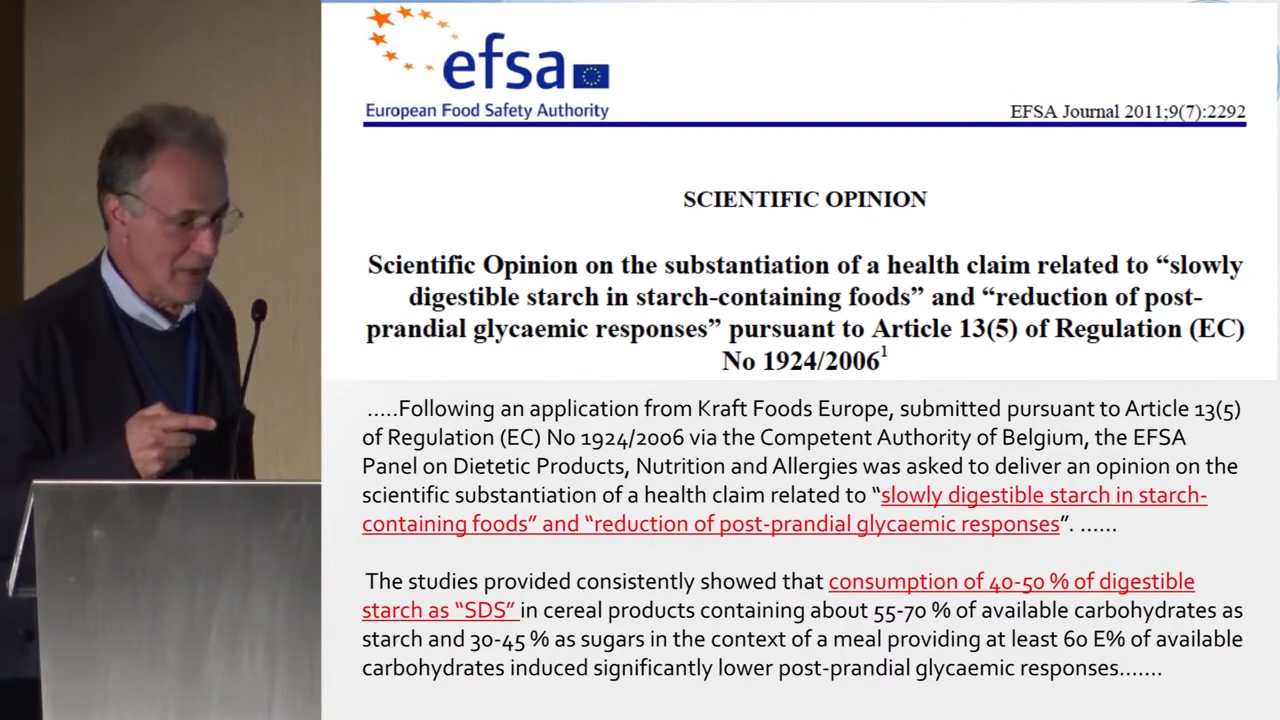 efsa
European Food Safety Authority
EFSA Journal 2011;9(7):2292
SCIENTIFIC OPINION
Scientific Opinion on the substantiation of a health claim related to “slowly
digestible starch in starch-containing foods” and “reduction of post-
prandial glycaemic responses” pursuant to Article 13(5) of Regulation (EC)
No 1924/2006¹
.....Following an application from Kraft Foods Europe, submitted pursuant to Article 13(5)
of Regulation (EC) No 1924/2006 via the Competent Authority of Belgium, the EFSA
Panel on Dietetic Products, Nutrition and Allergies was asked to deliver an opinion on the
scientific substantiation of a health claim related to “slowly digestible starch in starch-
containing foods” and “reduction of post-prandial glycaemic responses”. ......
The studies provided consistently showed that consumption of 40-50 % of digestible
starch as “SDS” in cereal products containing about 55-70 % of available carbohydrates as
starch and 30-45 % as sugars in the context of a meal providing at least 60 E% of available
carbohydrates induced significantly lower post-prandial glycaemic responses.......